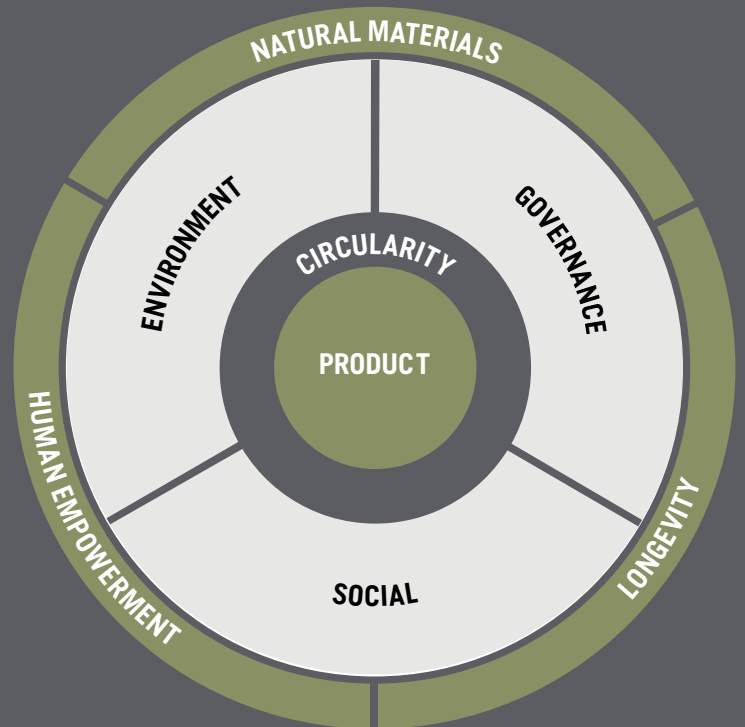 NATURAL MATERIALS
ENVIRONMENT
GOVERNANCE
CIRCULARITY
PRODUCT
HUMAN EMPOWERMENT
LONGEVITY
SOCIAL